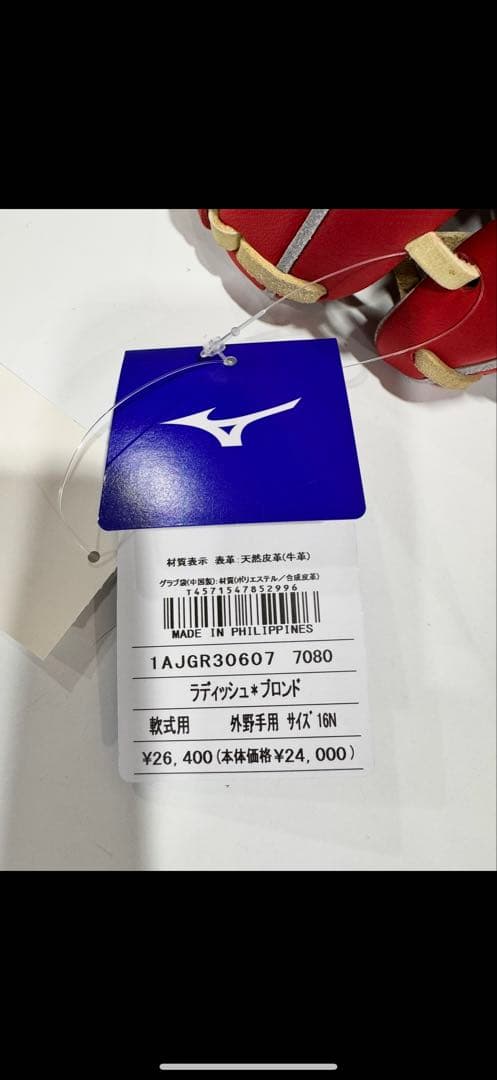 材質表示 表革:天然皮革(牛革)
グラブ袋(中国製):材質(ポリエステル/合成皮革)
T4571547852996
MADE IN PHILIPPINES
1AJGR30607 7080
ラディッシュ*ブロンド
軟式用 外野手用 サイズ16N
¥26,400(本体価格¥24,000)